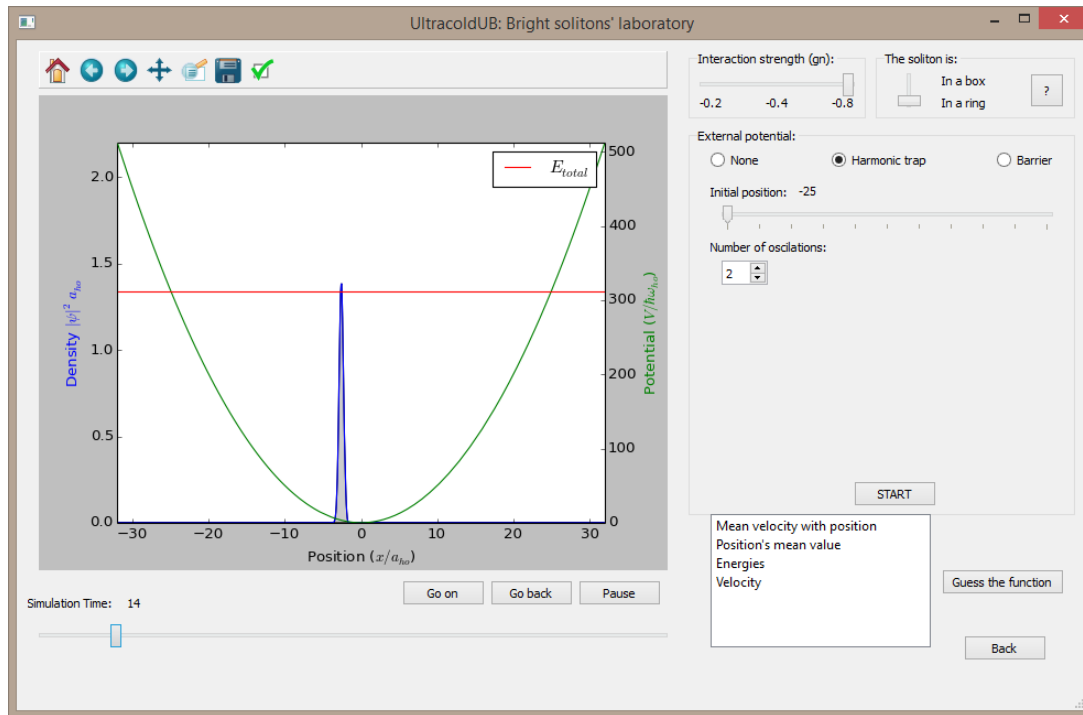 UltracoldUB: Bright solitons' laboratory
Interaction strength (gn):
-0.2 -0.4 -0.8
The soliton is:
In a box
In a ring
?
External potential:
None Harmonic trap Barrier
Initial position: -25
Number of oscilations:
2
START
E_total
2.0
1.5
1.0
0.5
0.0
500
400
300
200
100
0
−30 −20 −10 0 10 20 30
Density |ψ|² a_ho
Potential (V/ħω_ho)
Position (x/a_ho)
Go on Go back Pause
Simulation Time: 14
Mean velocity with position
Position's mean value
Energies
Velocity
Guess the function
Back